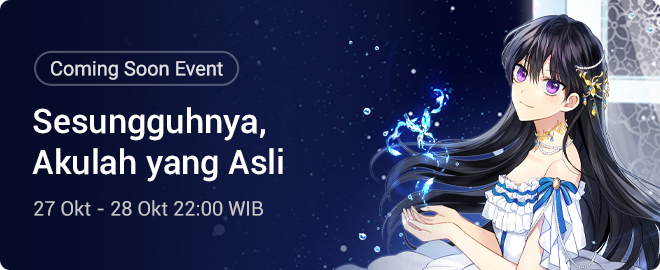 Coming Soon Event
Sesungguhnya,
Akulah yang Asli
27 Okt - 28 Okt 22:00 WIB